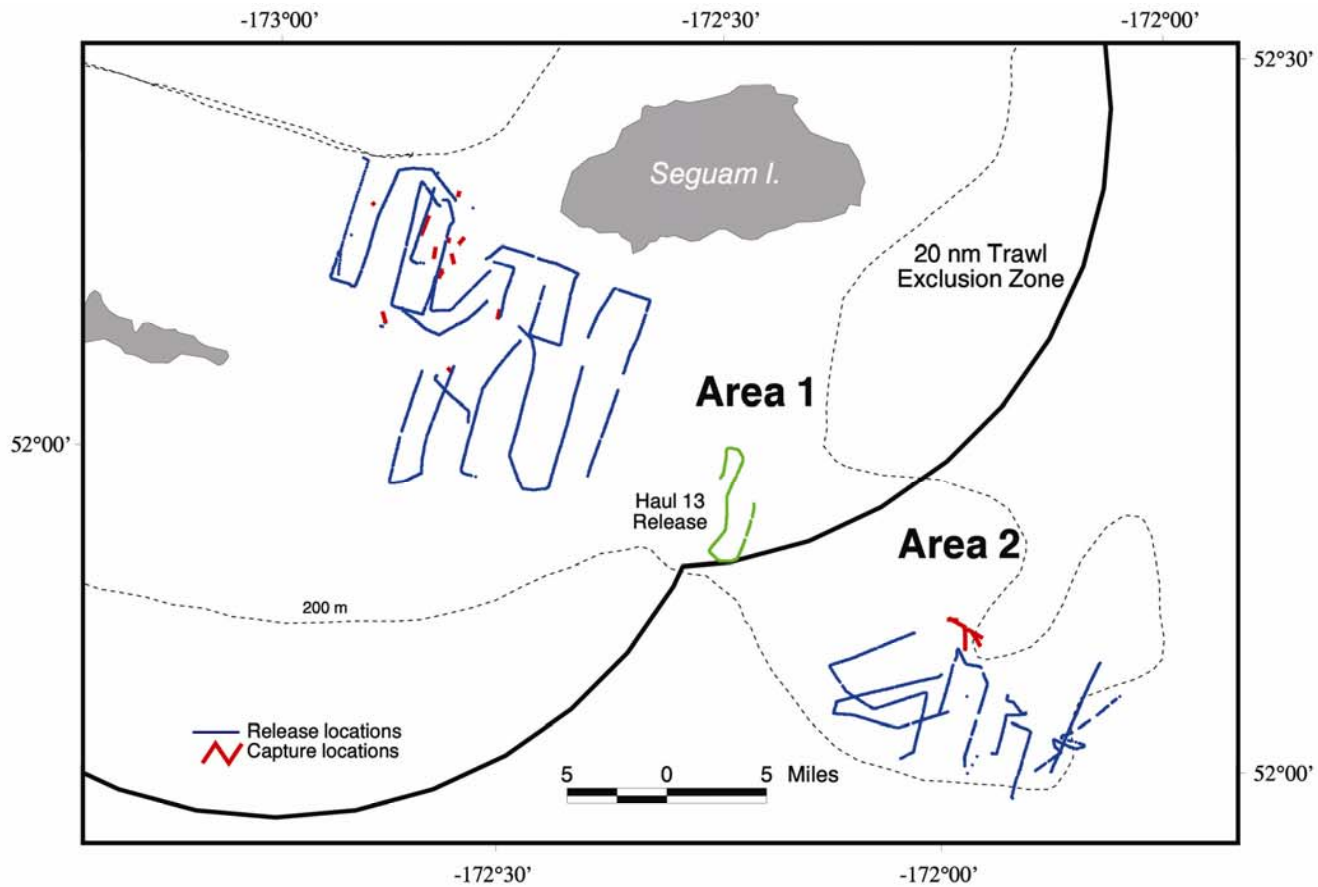 -173°00’
-172°30’
-172°00’
52°30’
Seguam I.
20 nm Trawl
Exclusion Zone
Area 1
52°00’
Haul 13
Release
Area 2
200 m
Release locations
Capture locations
5 0 5 Miles
52°00’
-172°30’
-172°00’